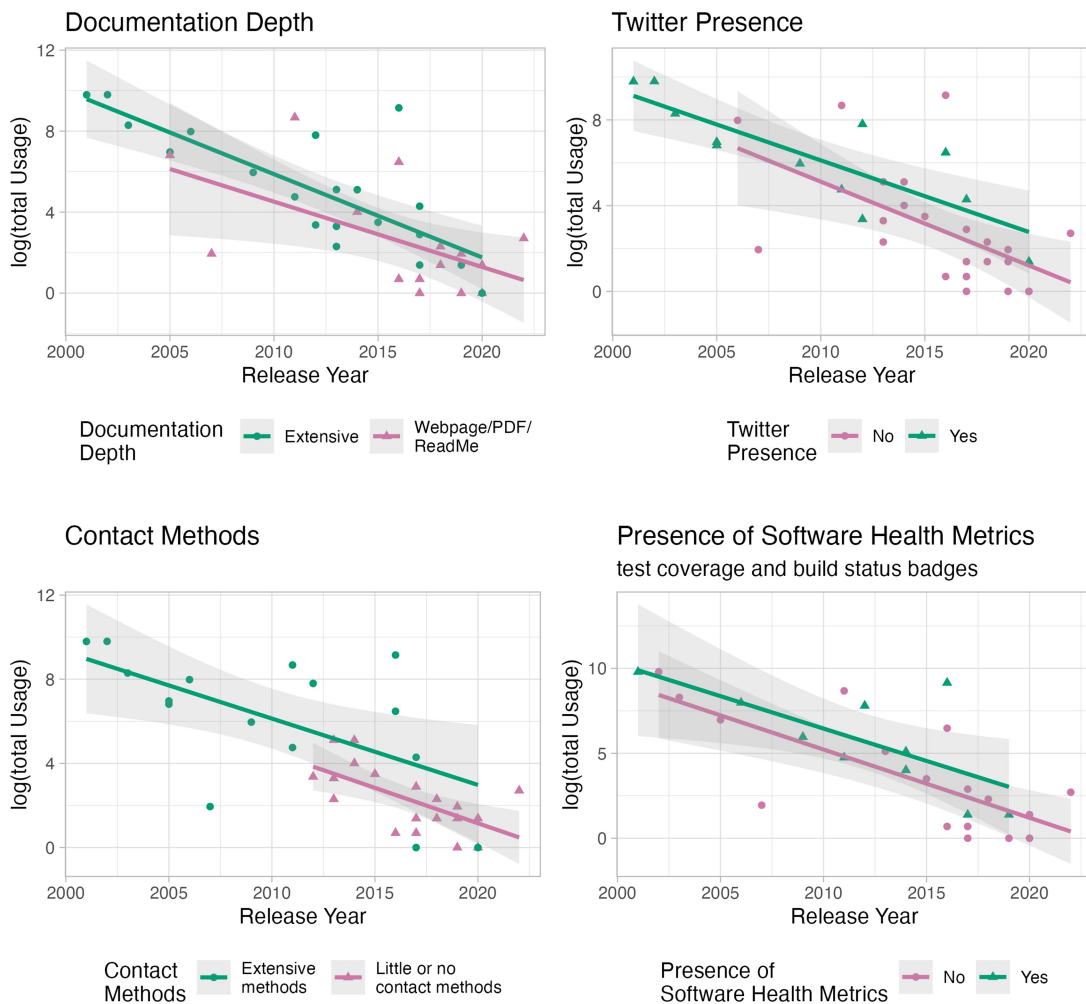 Documentation Depth
12
8
4
0
log(total Usage)
2000 2005 2010 2015 2020
Release Year
Documentation
Depth
Extensive
Webpage/PDF/
ReadMe
Twitter Presence
8
4
0
log(total Usage)
2000 2005 2010 2015 2020
Release Year
Twitter
Presence
No
Yes
Contact Methods
12
8
4
0
log(total Usage)
2000 2005 2010 2015 2020
Release Year
Contact
Methods
Extensive
methods
Little or no
contact methods
Presence of Software Health Metrics
test coverage and build status badges
10
5
0
log(total Usage)
2000 2005 2010 2015 2020
Release Year
Presence of
Software Health Metrics
No
Yes